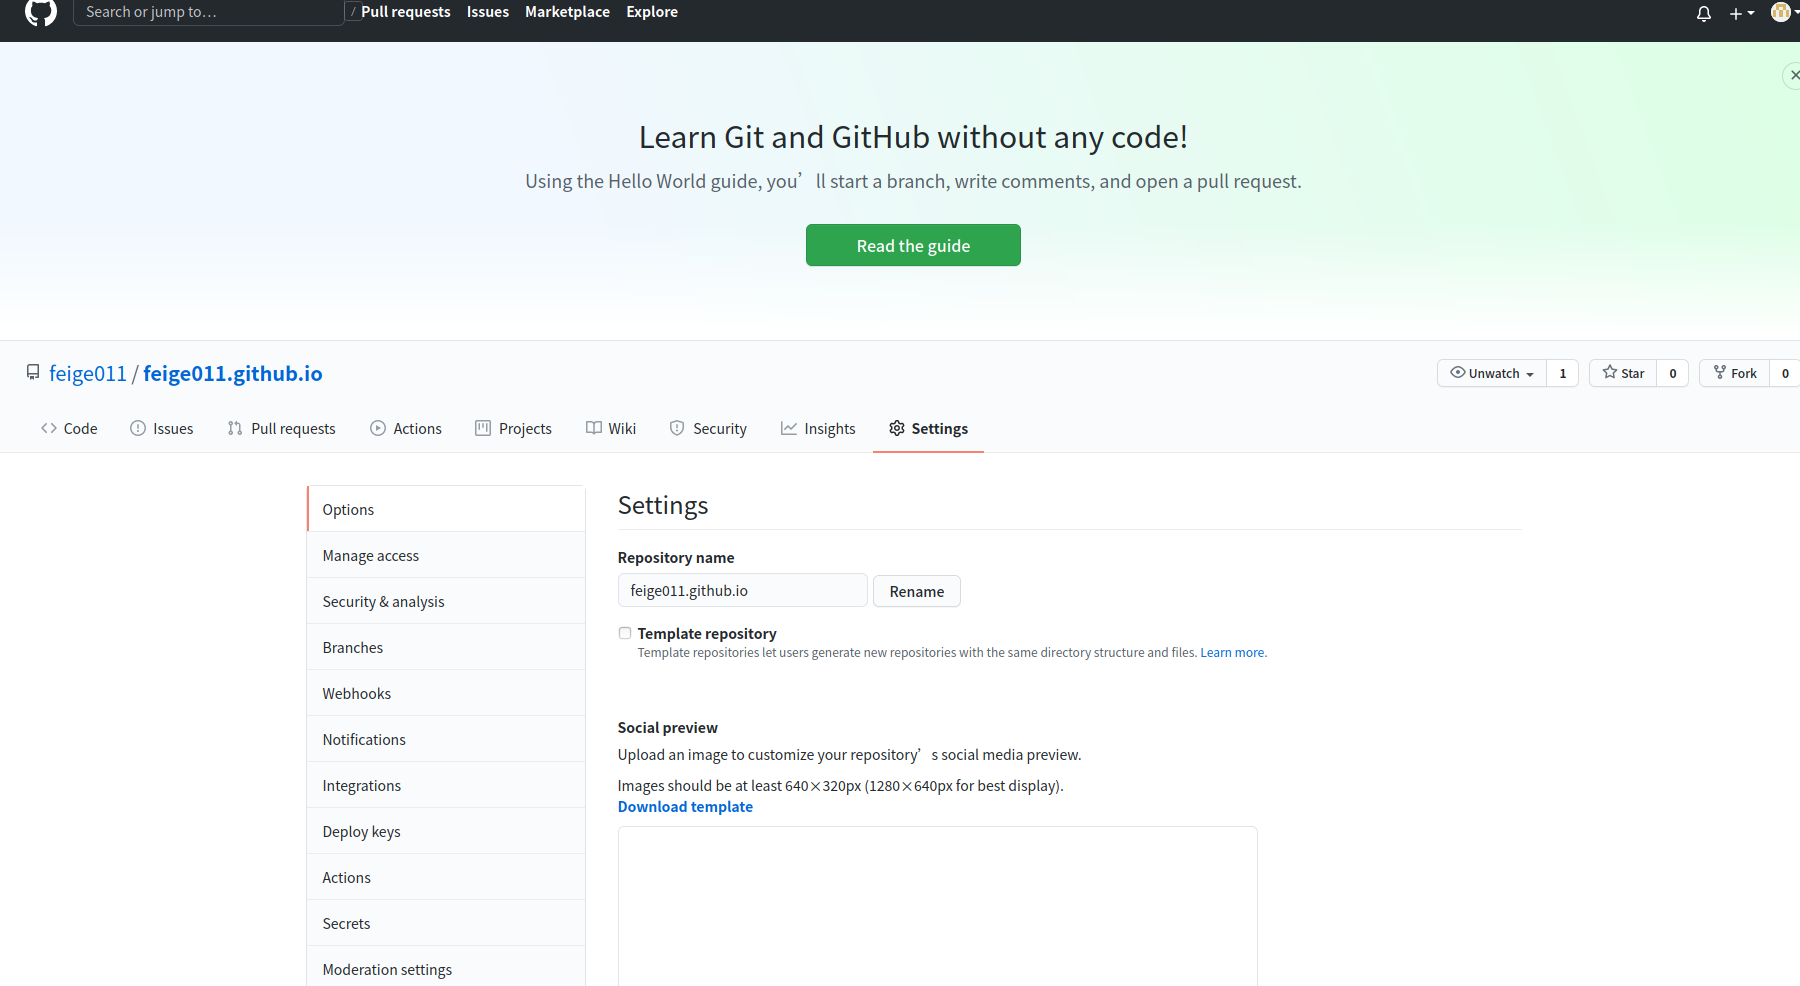 Search or jump to…
/
Pull requests Issues Marketplace Explore
Learn Git and GitHub without any code!
Using the Hello World guide, you’ll start a branch, write comments, and open a pull request.
Read the guide
feige011 / feige011.github.io
Unwatch 1 Star 0 Fork 0
Code Issues Pull requests Actions Projects Wiki Security Insights Settings
Options
Manage access
Security & analysis
Branches
Webhooks
Notifications
Integrations
Deploy keys
Actions
Secrets
Moderation settings
Settings
Repository name
feige011.github.io Rename
Template repository
Template repositories let users generate new repositories with the same directory structure and files. Learn more.
Social preview
Upload an image to customize your repository’s social media preview.
Images should be at least 640×320px (1280×640px for best display).
Download template